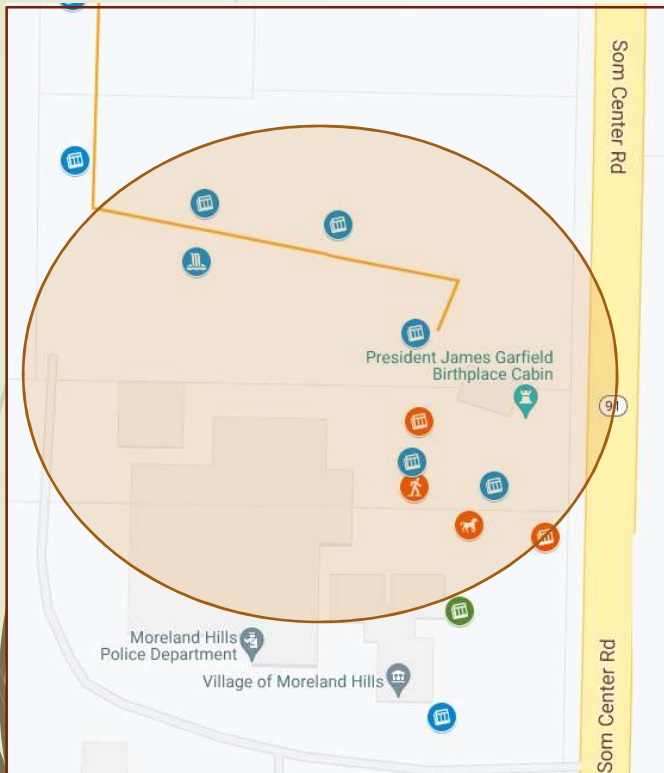 Som Center Rd
President James Garfield
Birthplace Cabin
91
Moreland Hills
Police Department
Village of Moreland Hills
Som Center Rd